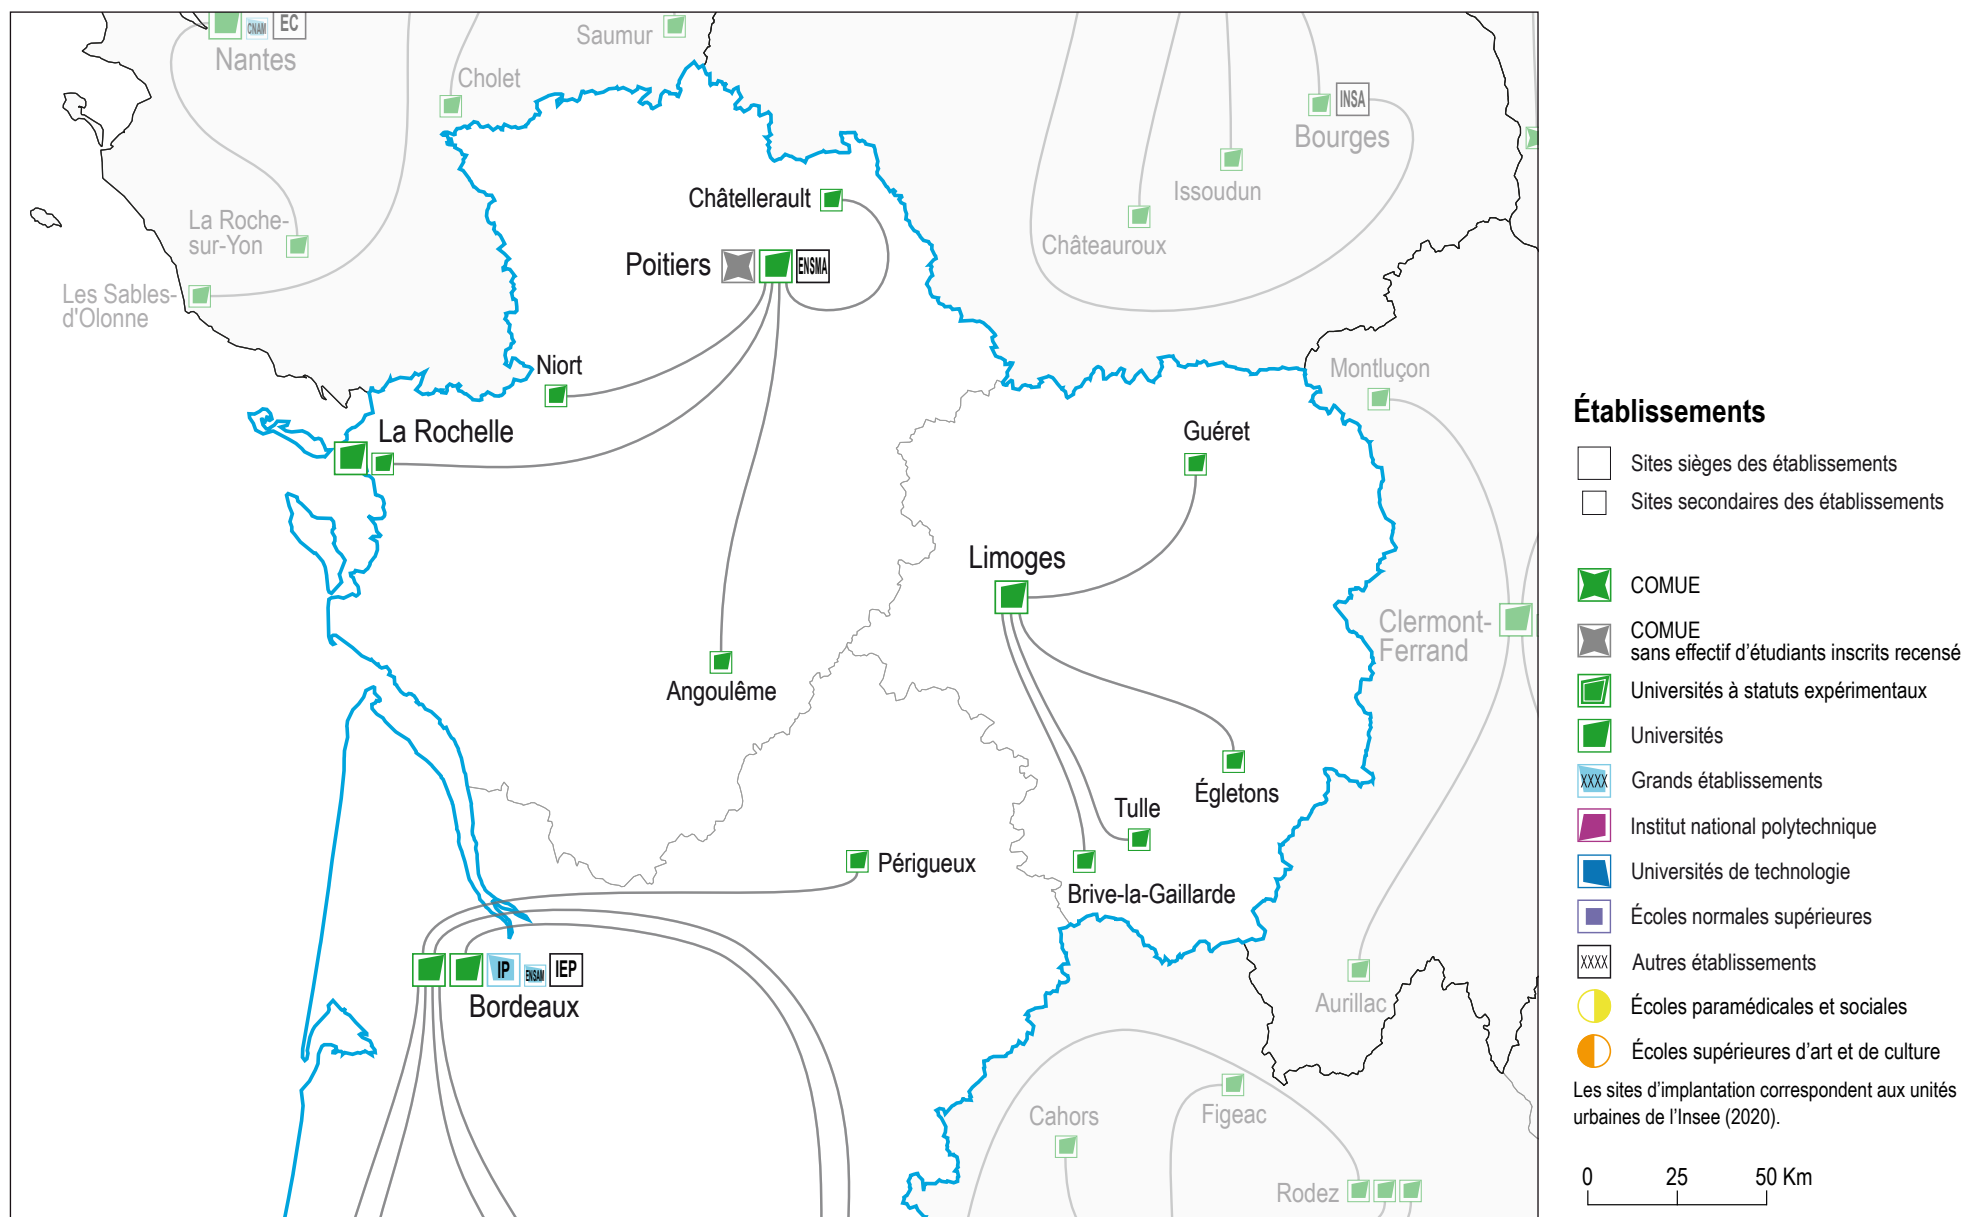 CNAM
EC
Nantes
Saumur
Cholet
INSA
Bourges
Issoudun
Châteauroux
La Roche-
sur-Yon
Les Sables-
d'Olonne
Châtellerault
Poitiers
ENSMA
Niort
La Rochelle
Montluçon
Guéret
Limoges
Clermont-
Ferrand
Angoulême
Égletons
Tulle
Brive-la-Gaillarde
Périgueux
IP
ENSAM
IEP
Bordeaux
Aurillac
Cahors
Figeac
Rodez
Établissements
Sites sièges des établissements
Sites secondaires des établissements
COMUE
COMUE
sans effectif d’étudiants inscrits recensé
Universités à statuts expérimentaux
Universités
XXXX Grands établissements
Institut national polytechnique
Universités de technologie
Écoles normales supérieures
XXXX Autres établissements
Écoles paramédicales et sociales
Écoles supérieures d’art et de culture
Les sites d’implantation correspondent aux unités
urbaines de l’Insee (2020).
0 25 50 Km